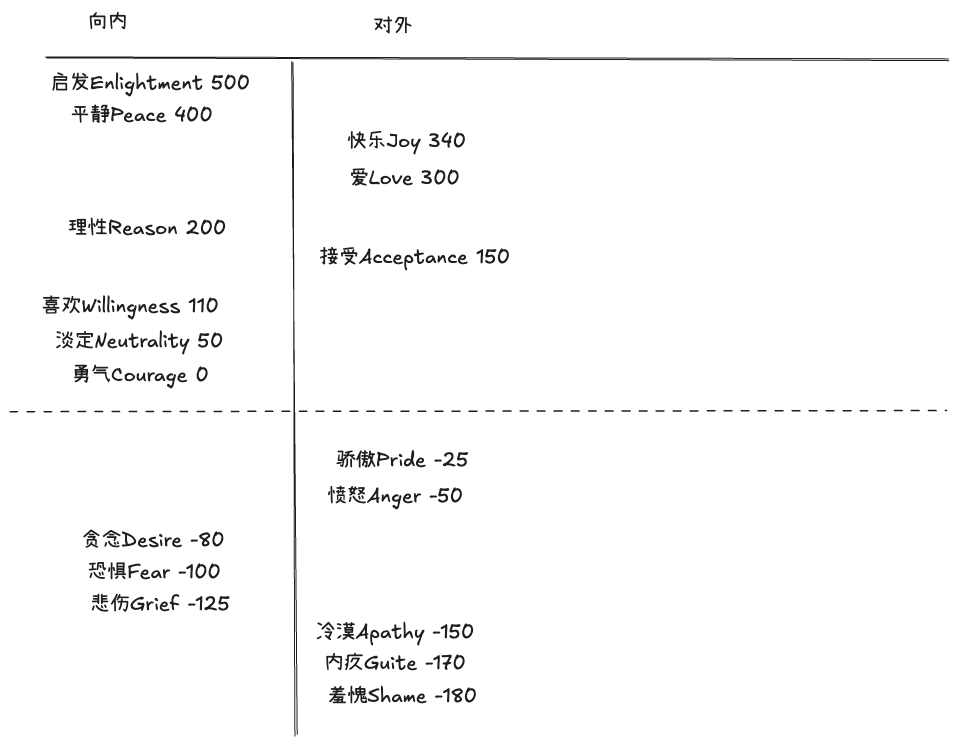 向内
对外
启发Enlightment 500
平静Peace 400
快乐Joy 340
爱Love 300
理性Reason 200
接受Acceptance 150
喜欢Willingness 110
淡定Neutrality 50
勇气Courage 0
骄傲Pride -25
愤怒Anger -50
贪念Desire -80
恐惧Fear -100
悲伤Grief -125
冷漠Apathy -150
内疚Guite -170
羞愧Shame -180